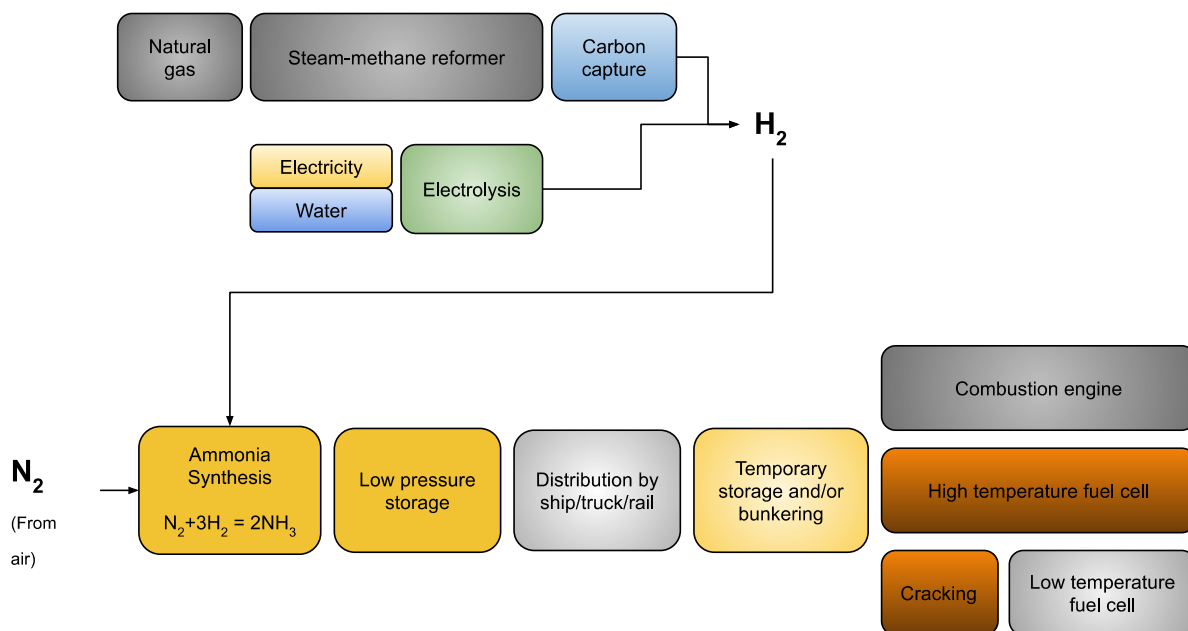 Natural
gas
Steam-methane reformer
Carbon
capture
H₂
Electricity
Water
Electrolysis
N₂
(From
air)
Ammonia
Synthesis
N₂+3H₂ = 2NH₃
Low pressure
storage
Distribution by
ship/truck/rail
Temporary
storage and/or
bunkering
Combustion engine
High temperature fuel cell
Cracking
Low temperature
fuel cell